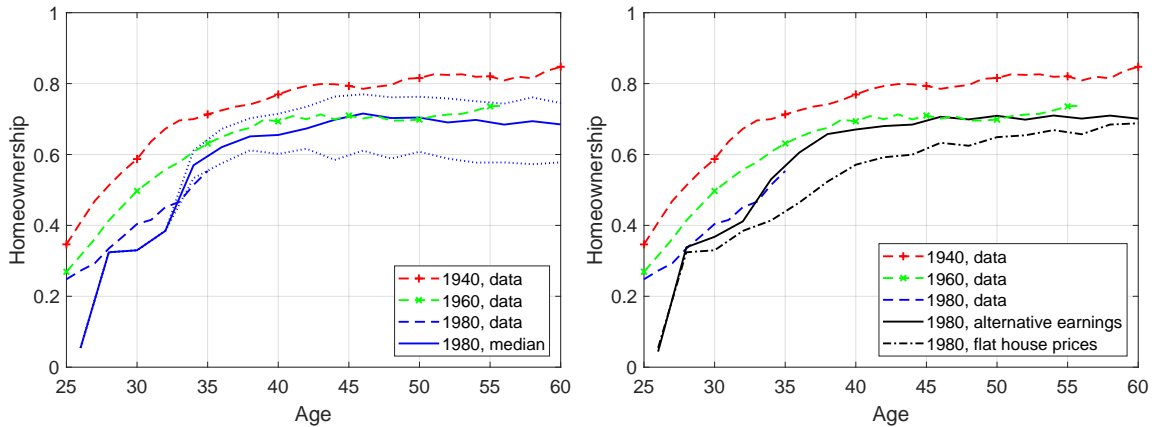 1
0.8
0.6
0.4
0.2
0
Homeownership
25 30 35 40 45 50 55 60
Age
1940, data
1960, data
1980, data
1980, median
1
0.8
0.6
0.4
0.2
0
Homeownership
25 30 35 40 45 50 55 60
Age
1940, data
1960, data
1980, data
1980, alternative earnings
1980, flat house prices